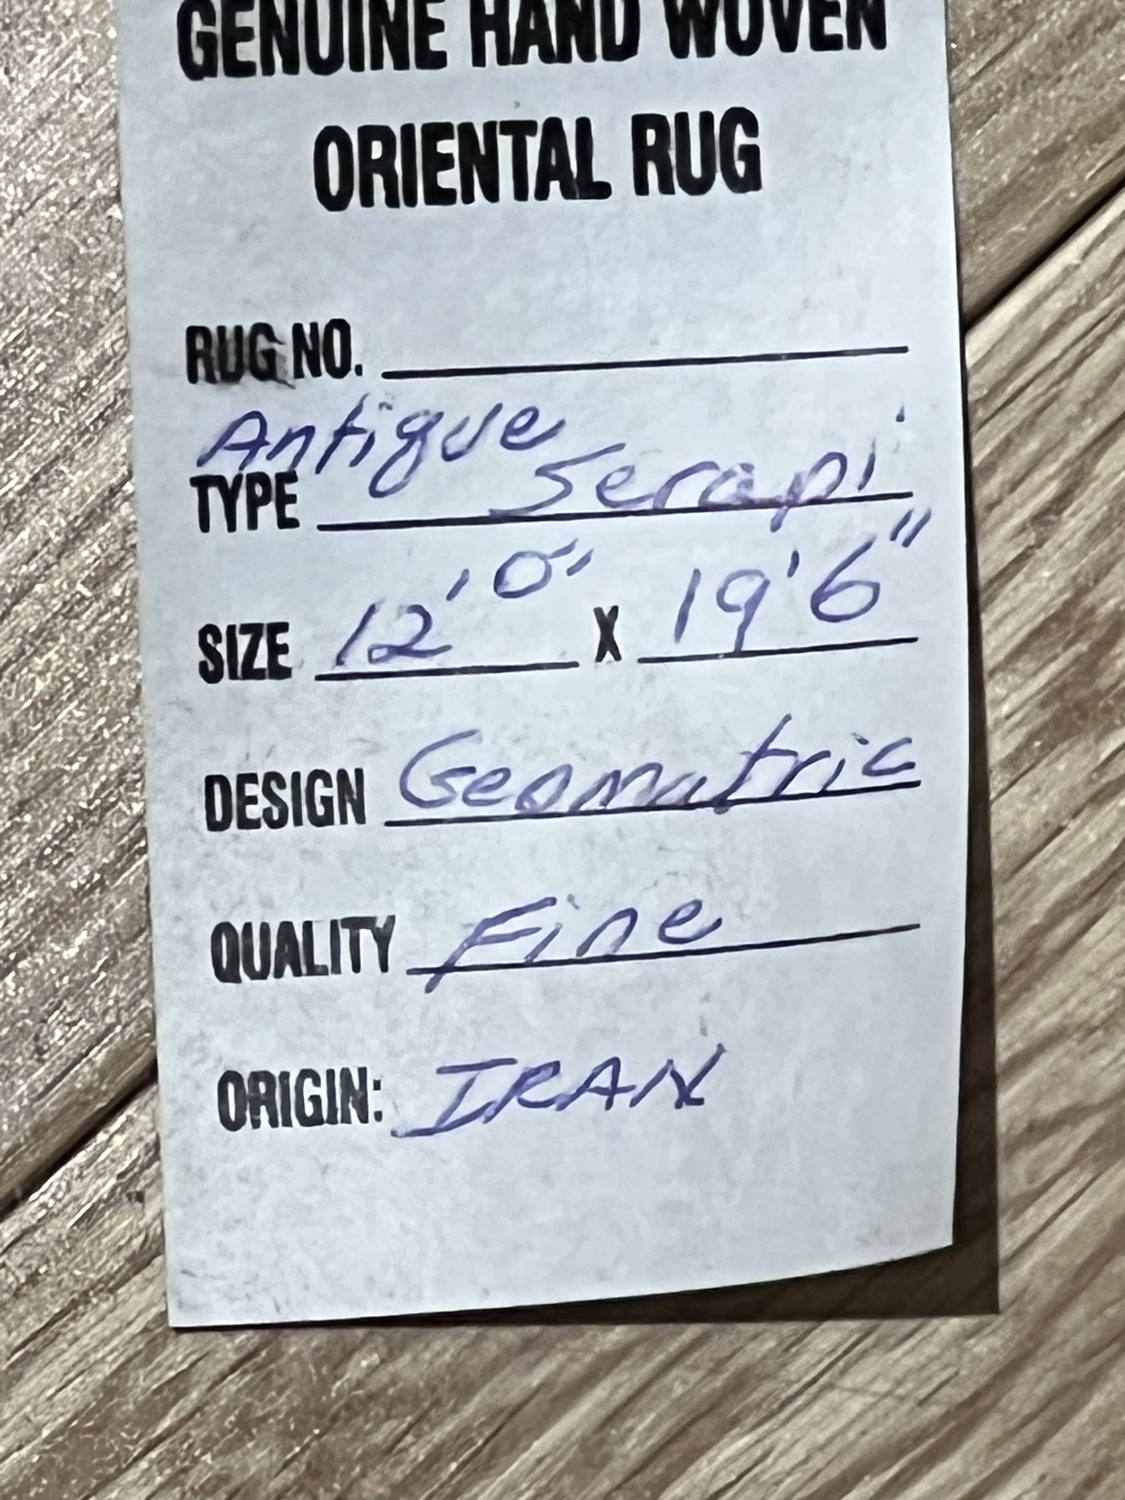 GENUINE HAND WOVEN
ORIENTAL RUG
RUG NO.
Antique
TYPE Serapi
SIZE 12'0" X 19'6"
DESIGN Geomatric
QUALITY Fine
ORIGIN: IRAN